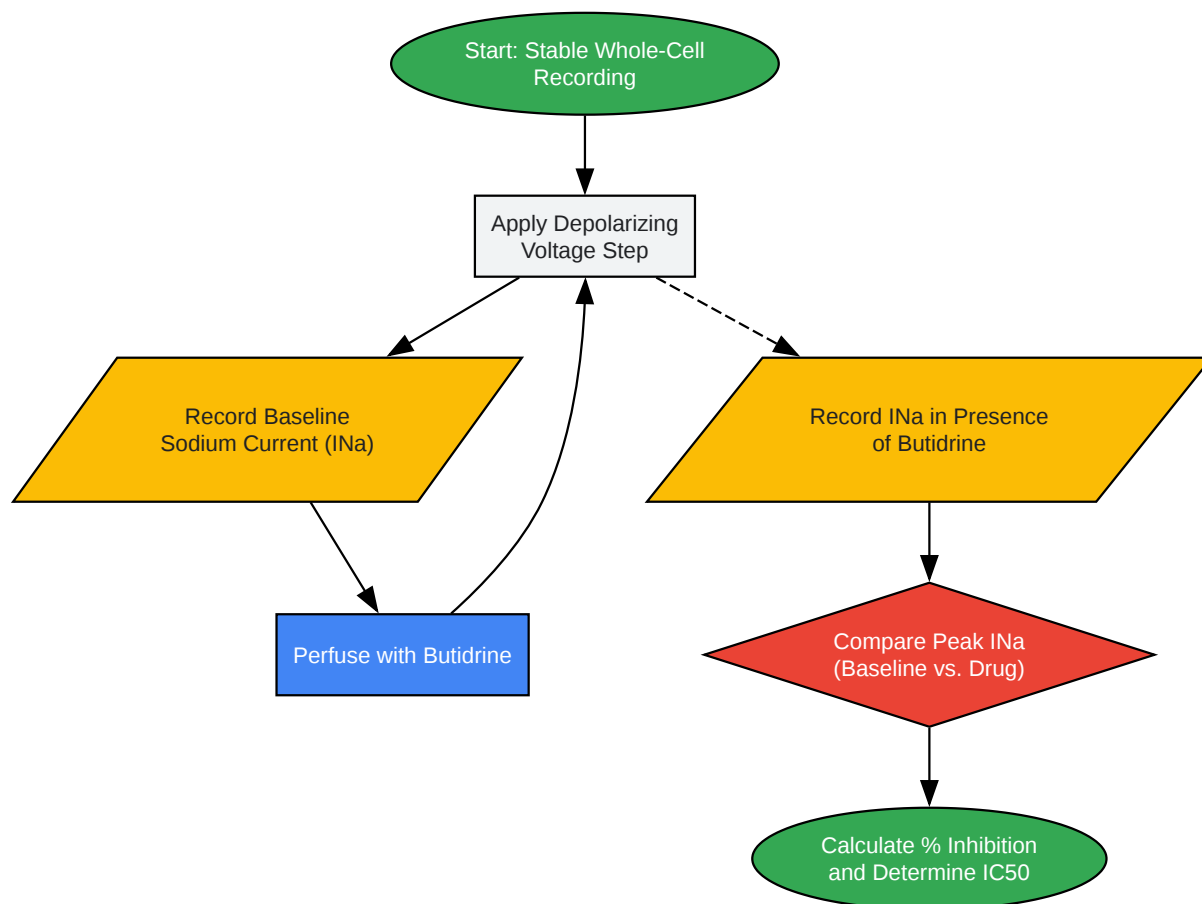 Start: Stable Whole-Cell
Recording
Apply Depolarizing
Voltage Step
Record Baseline
Sodium Current (INa)
Record INa in Presence
of Butidrine
Perfuse with Butidrine
Compare Peak INa
(Baseline vs. Drug)
Calculate % Inhibition
and Determine IC50